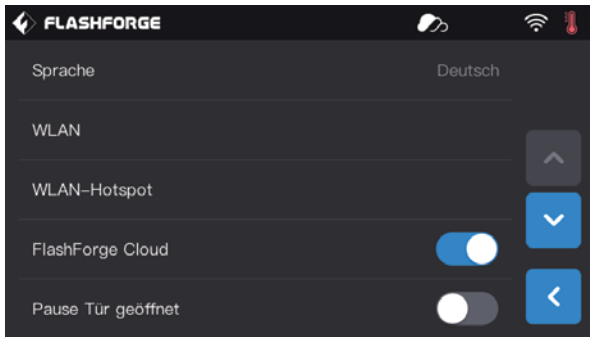 FLASHFORGE
Sprache Deutsch
WLAN
WLAN-Hotspot
FlashForge Cloud
Pause Tür geöffnet